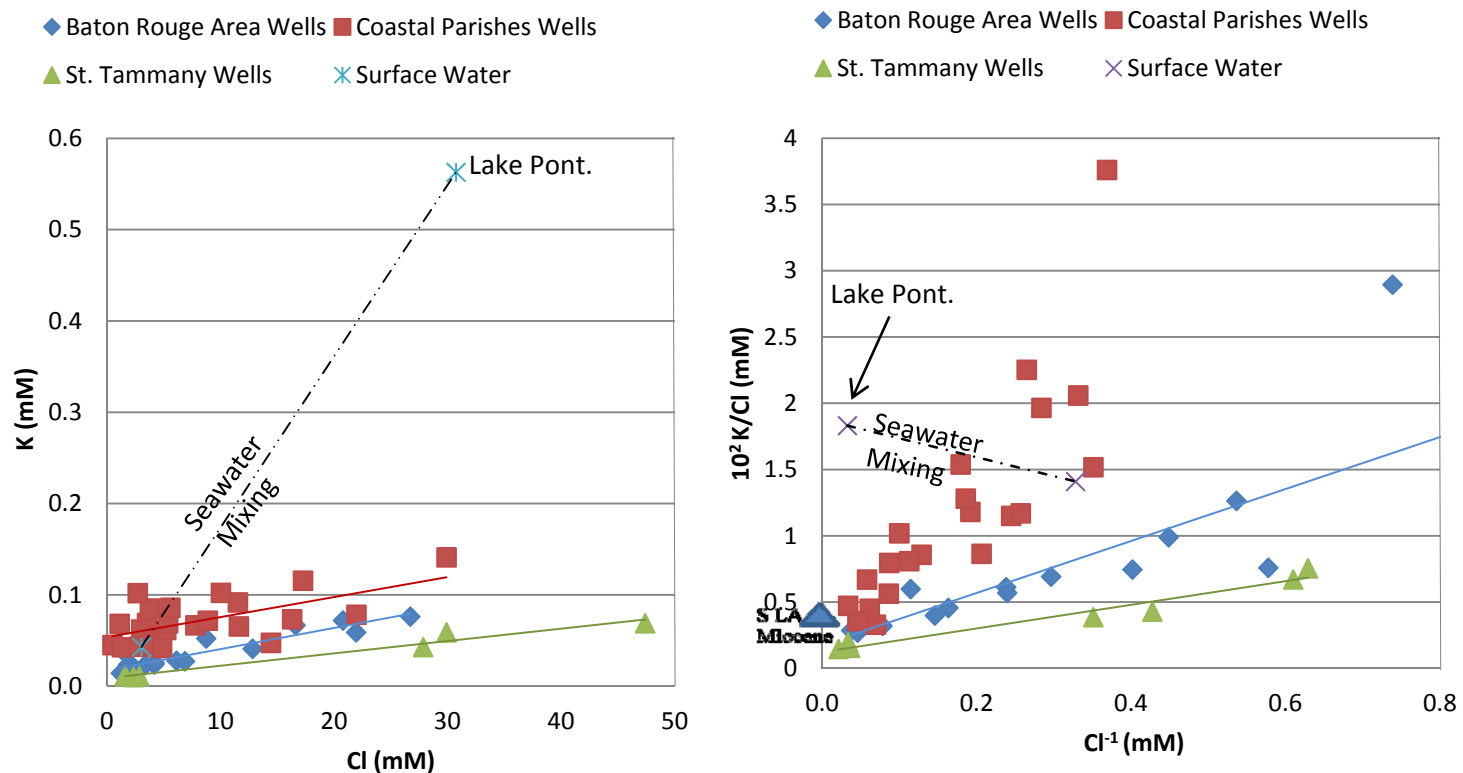 Baton Rouge Area Wells Coastal Parishes Wells
St. Tammany Wells Surface Water
0.6
0.5
0.4
0.3
0.2
0.1
0.0
K (mM)
Lake Pont.
Seawater
Mixing
0 10 20 30 40 50
Cl (mM)
Baton Rouge Area Wells Coastal Parishes Wells
St. Tammany Wells Surface Water
4
3.5
3
2.5
2
1.5
1
0.5
0
10² K/Cl (mM)
Lake Pont.
Seawater
Mixing
S LA
Miocene
0.0 0.2 0.4 0.6 0.8
Cl⁻¹ (mM)